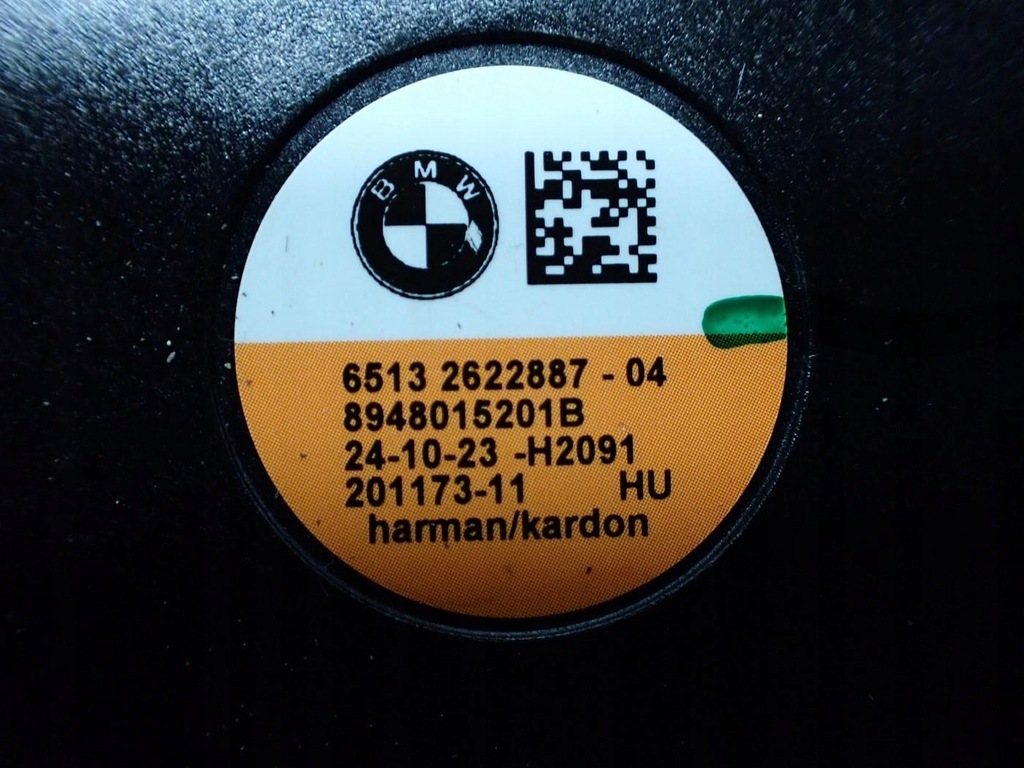 BMW
6513 2622887 - 04
8948015201B
24-10-23 -H2091
201173-11 HU
harman/kardon